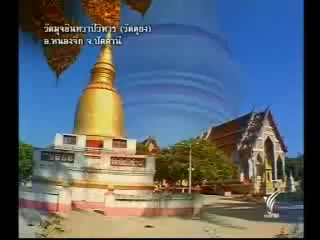 วัดมุจลินทวาปีวิหาร (วัดตุยง)
อ.หนองจิก จ.ปัตตานี